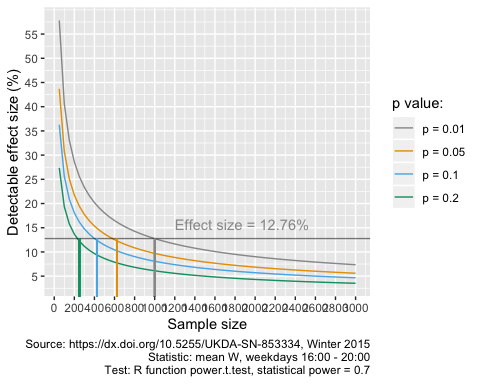 55
50
45
40
35
30
25
20
15
10
5
Detectable effect size (%)
Effect size = 12.76%
0 200 400 600 800 1000 1200 1400 1600 1800 2000 2200 2400 2600 2800 3000
Sample size
p value:
p = 0.01
p = 0.05
p = 0.1
p = 0.2
Source: https://dx.doi.org/10.5255/UKDA-SN-853334, Winter 2015
Statistic: mean W, weekdays 16:00 - 20:00
Test: R function power.t.test, statistical power = 0.7